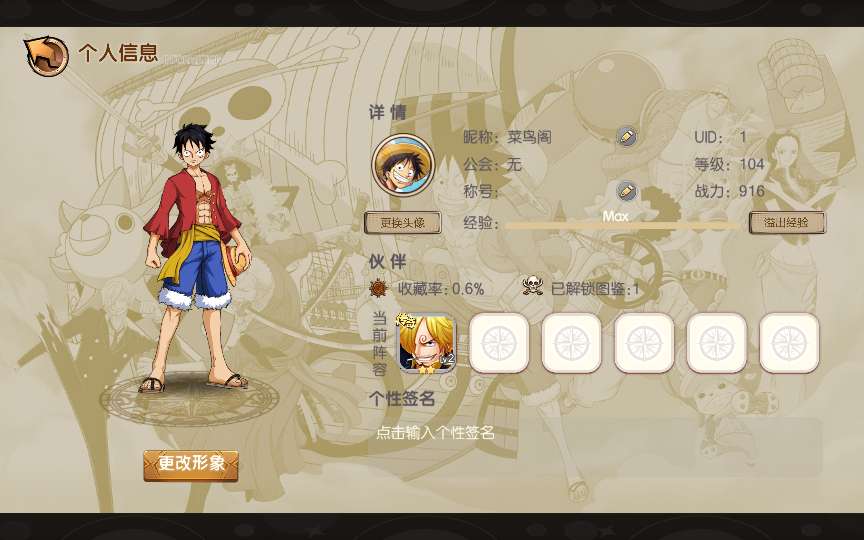 个人信息
详情
昵称：菜鸟阁
UID： 1
公会：无
等级：104
称号：
战力：916
更换头像
经验：
Max
溢出经验
伙伴
收藏率：0.6%
已解锁图鉴：1
当前阵容
个性签名
点击输入个性签名
更改形象